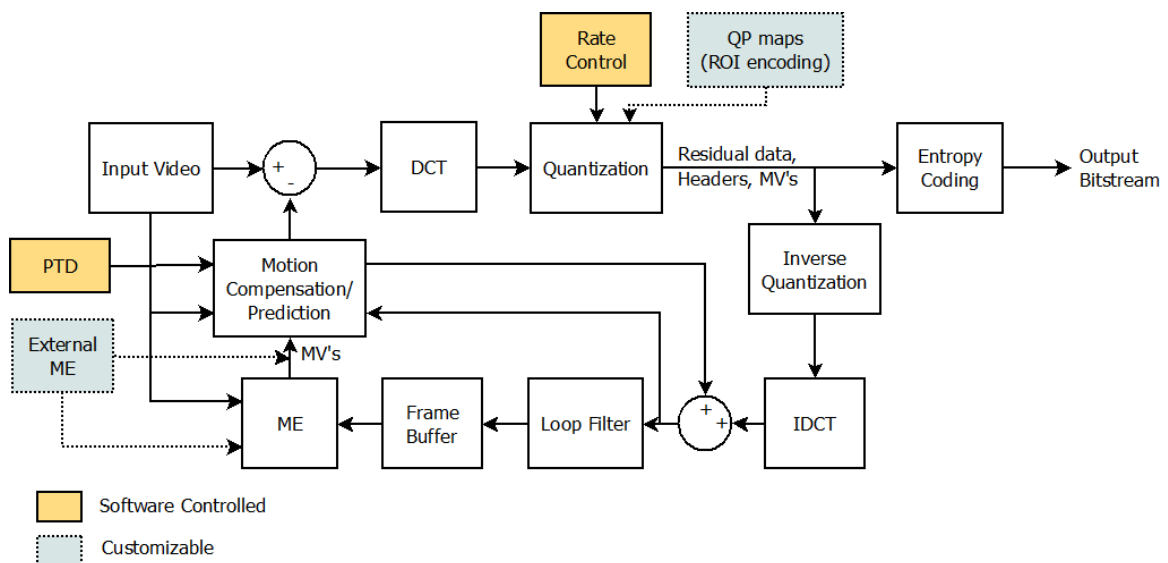 Rate
Control
QP maps
(ROI encoding)
Input Video
+
-
DCT
Quantization
Residual data,
Headers, MV's
Entropy
Coding
Output
Bitstream
PTD
Motion
Compensation/
Prediction
Inverse
Quantization
External
ME
MV's
ME
Frame
Buffer
Loop Filter
+
+
IDCT
Software Controlled
Customizable